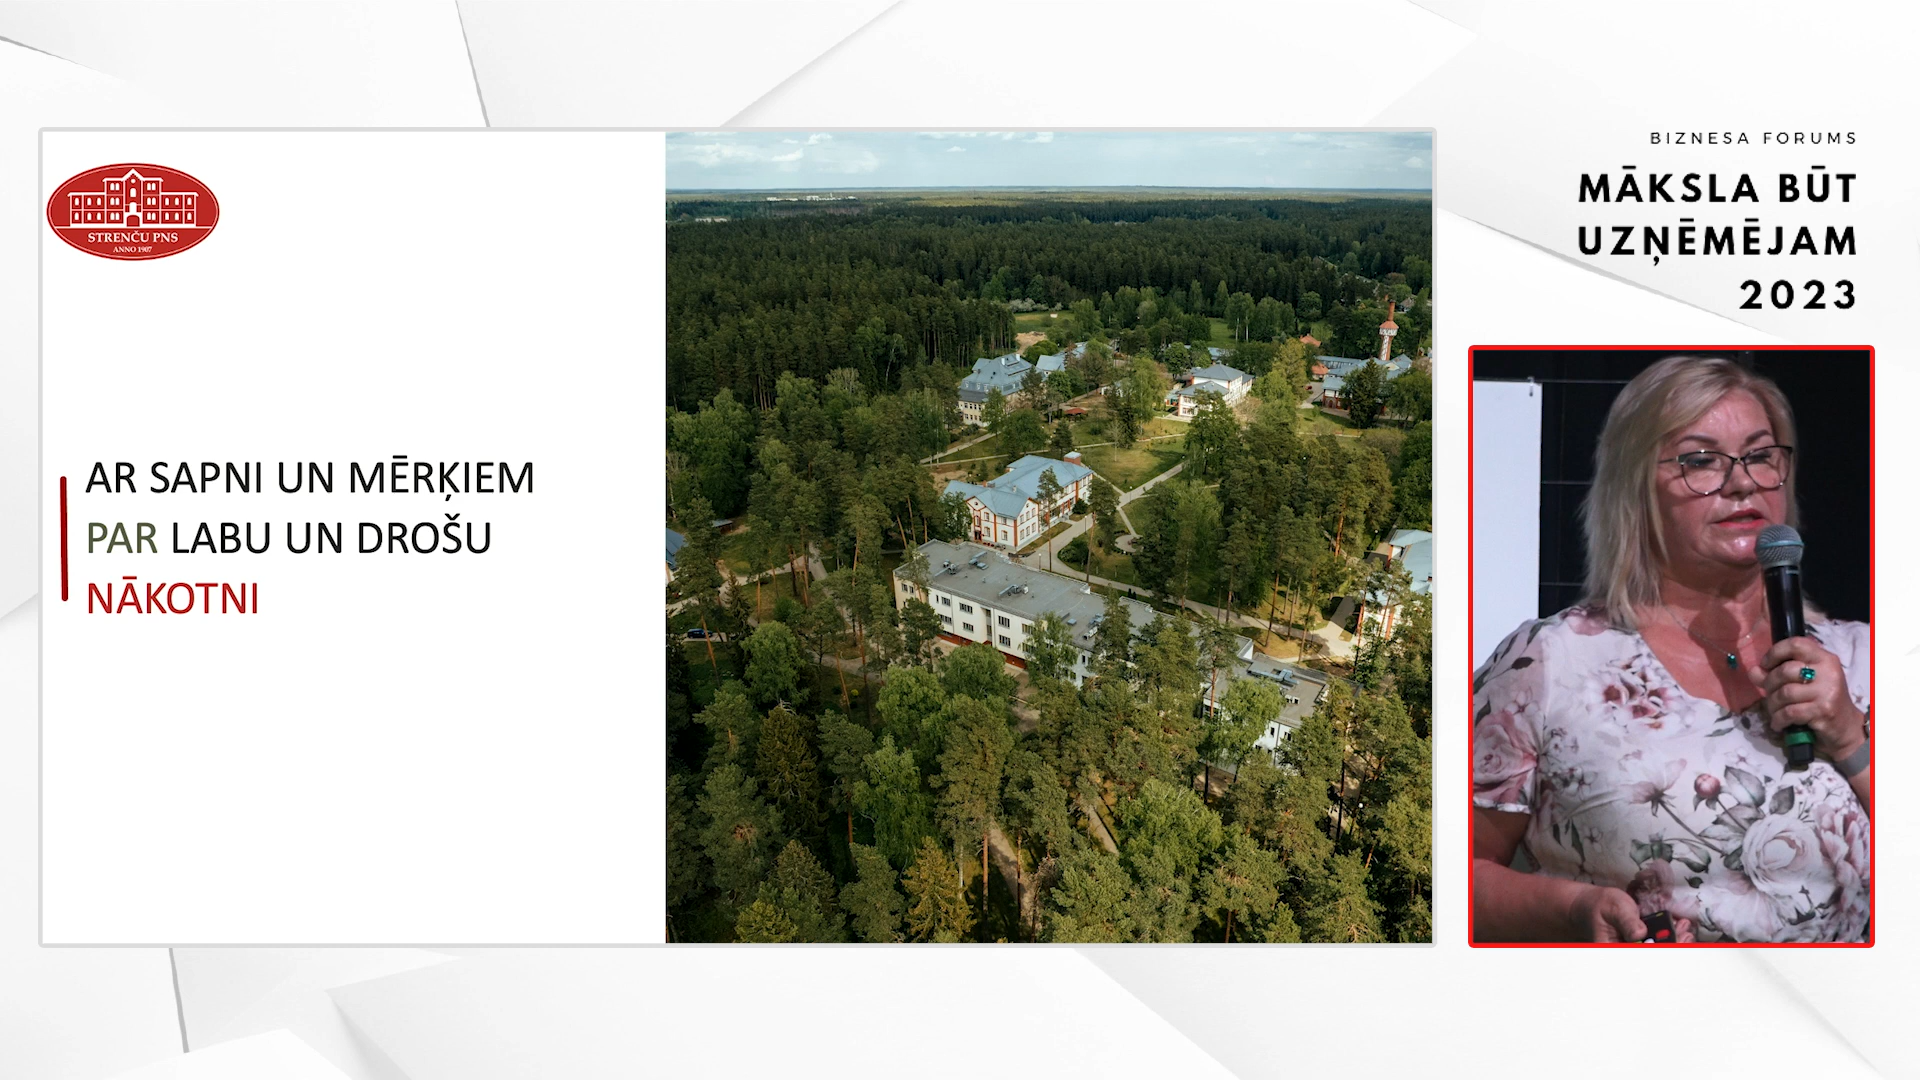 STRENČU PNS
ANNO 1907
AR SAPNI UN MĒRĶIEM
PAR LABU UN DROŠU
NĀKOTNI
BIZNESA FORUMS
MĀKSLA BŪT
UZŅĒMĒJAM
2023